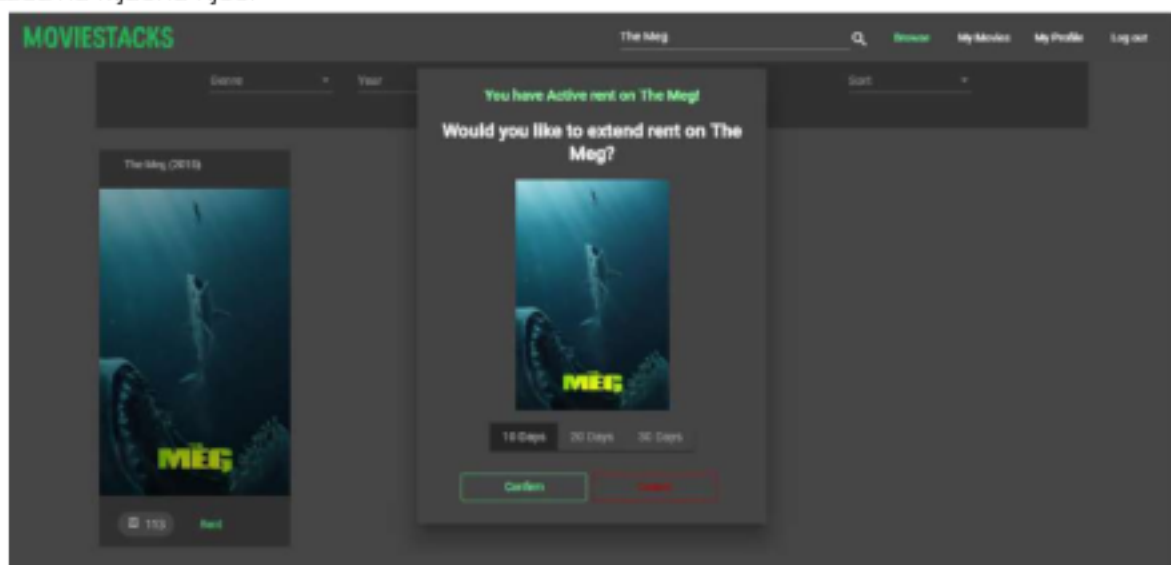 MOVIESTACKS
The Meg
Browse
My Movies
My Profile
Log out
Genre
Year
Sort
You have Active rent on The Meg!
Would you like to extend rent on The
Meg?
The Meg (2018)
MEG
10 Days
20 Days
30 Days
Confirm
MEG
Rent